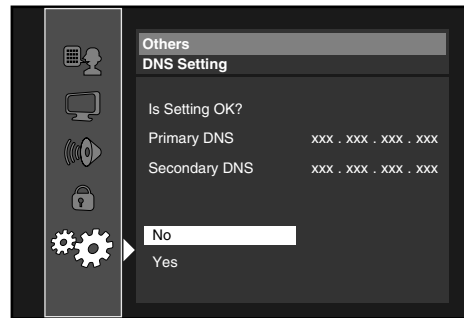 Others
DNS Setting
Is Setting OK?
Primary DNS xxx . xxx . xxx . xxx
Secondary DNS xxx . xxx . xxx . xxx
No
Yes